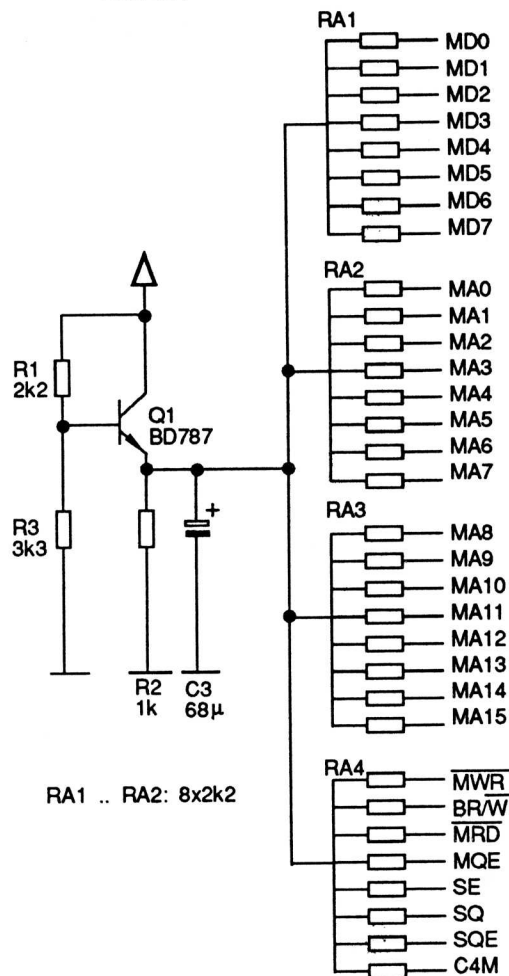 RA1
MD0
MD1
MD2
MD3
MD4
MD5
MD6
MD7
RA2
MA0
MA1
MA2
MA3
MA4
MA5
MA6
MA7
R1
2k2
Q1
BD787
+
R3
3k3
R2
1k
C3
68μ
RA3
MA8
MA9
MA10
MA11
MA12
MA13
MA14
MA15
RA1 .. RA2: 8x2k2
RA4
M̅W̅R̅
BR/W̅
M̅R̅D̅
MQE
SE
SQ
SQE
C4M